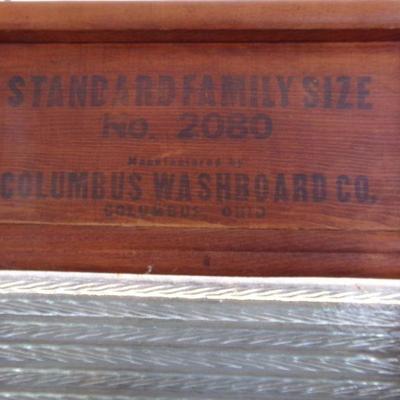 STANDARD FAMILY SIZE
No. 2080
Manufactured by
COLUMBUS WASHBOARD CO.
COLUMBUS, OHIO